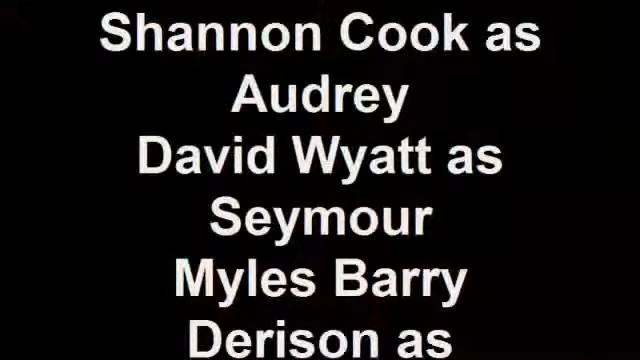 Shannon Cook as
Audrey
David Wyatt as
Seymour
Myles Barry
Derison as